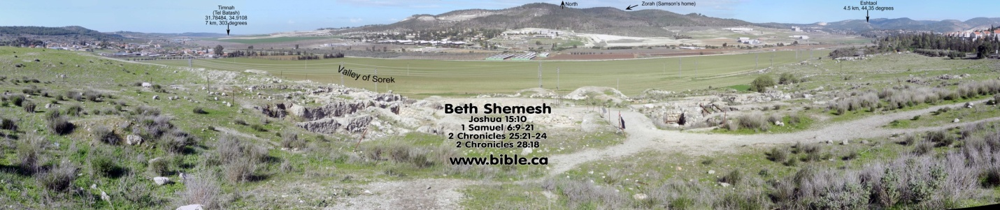 Timnah
(Tel Batash)
31.78484, 34.9108
7 km, 303 degrees
North
Zorah (Samson's home)
Eshtaol
4.5 km, 44.35 degrees
Valley of Sorek
Beth Shemesh
Joshua 15:10
1 Samuel 6:9-21
2 Chronicles 25:21-24
2 Chronicles 28:18
www.bible.ca